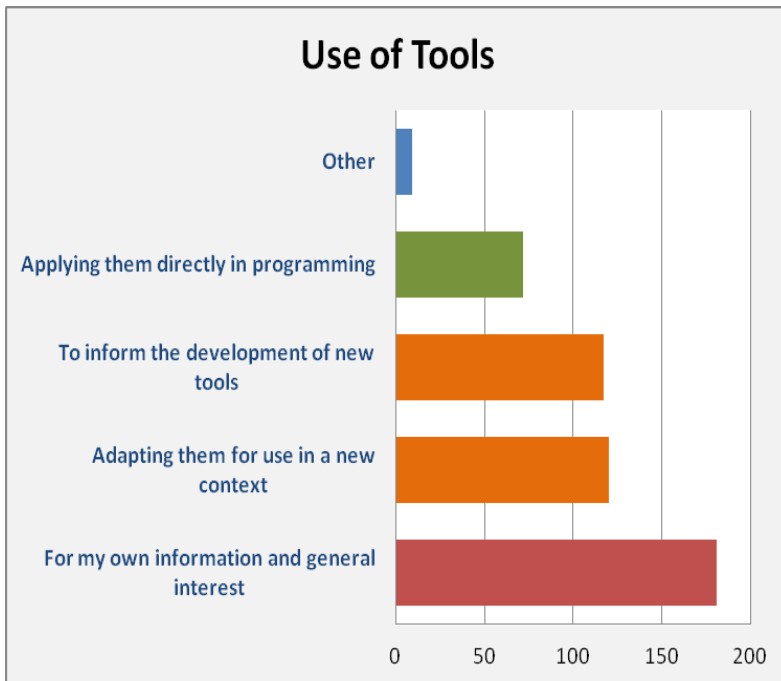 Use of Tools
Other
Applying them directly in programming
To inform the development of new
tools
Adapting them for use in a new
context
For my own information and general
interest
0 50 100 150 200